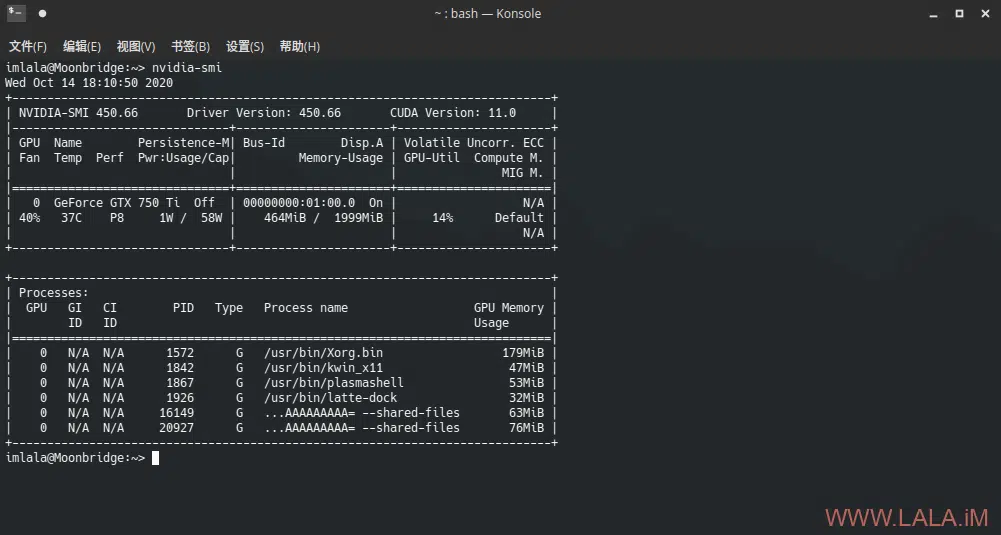 ~ : bash — Konsole
文件(F) 编辑(E) 视图(V) 书签(B) 设置(S) 帮助(H)
imlala@Moonbridge:~> nvidia-smi
Wed Oct 14 18:10:50 2020
+-----------------------------------------------------------------------------+
| NVIDIA-SMI 450.66       Driver Version: 450.66       CUDA Version: 11.0     |
|-------------------------------+----------------------+----------------------+
| GPU  Name        Persistence-M| Bus-Id        Disp.A | Volatile Uncorr. ECC |
| Fan  Temp  Perf  Pwr:Usage/Cap|         Memory-Usage | GPU-Util  Compute M. |
|                               |                      |               MIG M. |
|===============================+======================+======================|
|   0  GeForce GTX 750 Ti  Off  | 00000000:01:00.0  On |                  N/A |
| 40%   37C    P8     1W /  58W |    464MiB /  1999MiB |     14%      Default |
|                               |                      |                  N/A |
+-------------------------------+----------------------+----------------------+

+-----------------------------------------------------------------------------+
| Processes:                                                                  |
|  GPU   GI   CI        PID   Type   Process name                  GPU Memory |
|        ID   ID                                                   Usage      |
|=============================================================================|
|    0   N/A  N/A      1572      G   /usr/bin/Xorg.bin                 179MiB |
|    0   N/A  N/A      1842      G   /usr/bin/kwin_x11                  47MiB |
|    0   N/A  N/A      1867      G   /usr/bin/plasmashell               53MiB |
|    0   N/A  N/A      1926      G   /usr/bin/latte-dock                32MiB |
|    0   N/A  N/A     16149      G   ...AAAAAAAAA= --shared-files       63MiB |
|    0   N/A  N/A     20927      G   ...AAAAAAAAA= --shared-files       76MiB |
+-----------------------------------------------------------------------------+
imlala@Moonbridge:~>
WWW.LALA.iM